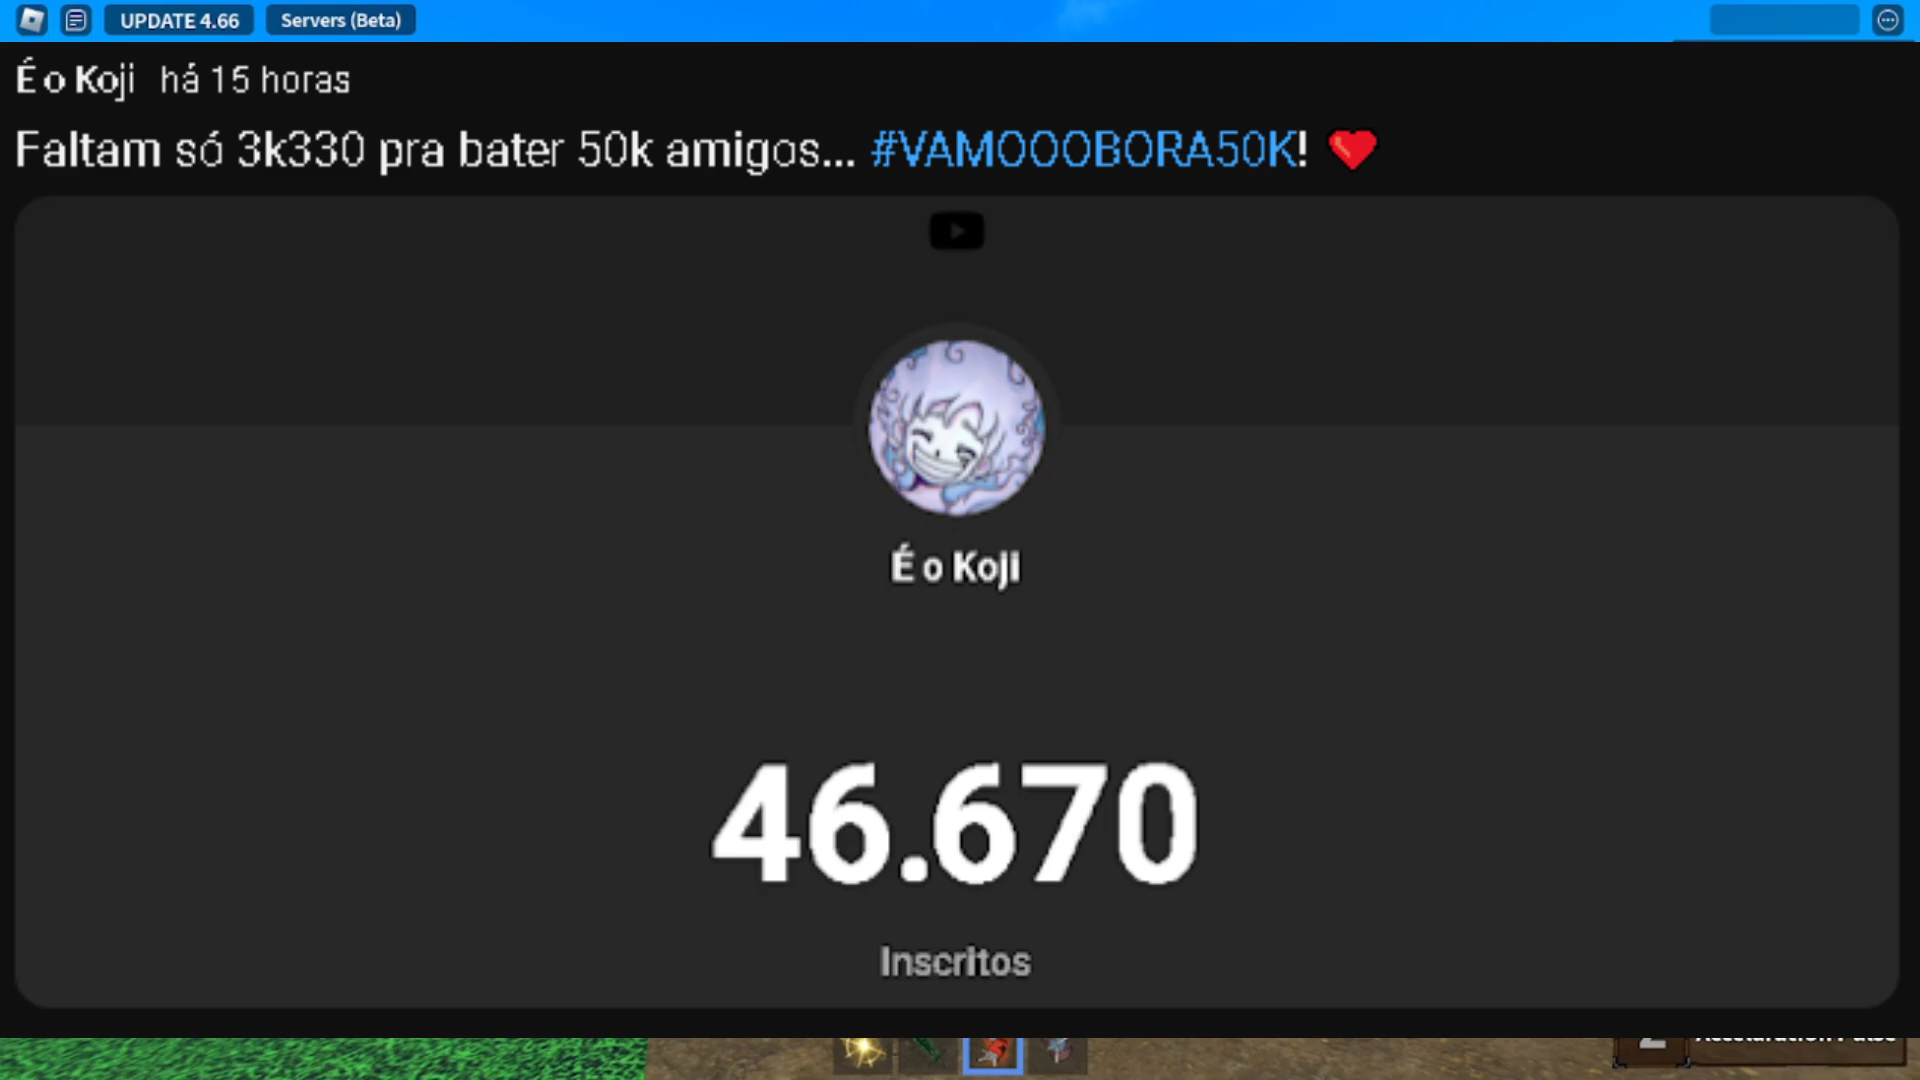 UPDATE 4.66
Servers (Beta)
É o Koji há 15 horas
Faltam só 3k330 pra bater 50k amigos... #VAMOOOBORA50K! ❤️
É o Koji
46.670
Inscritos